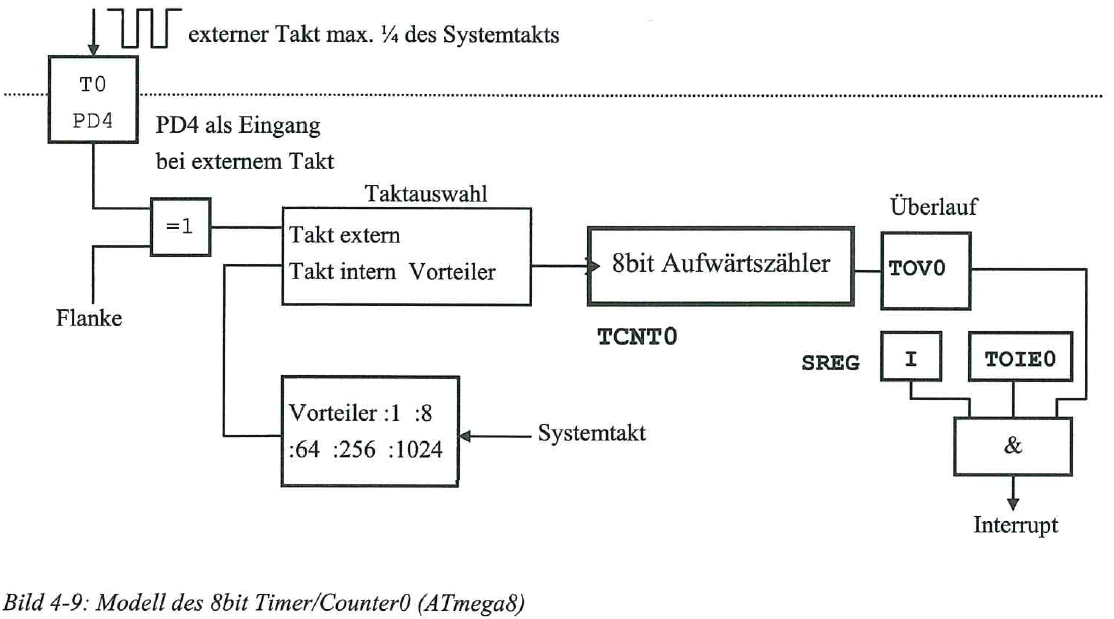 externer Takt max. ¼ des Systemtakts
T0
PD4
PD4 als Eingang
bei externem Takt
Taktauswahl
Überlauf
=1
Takt extern
Takt intern Vorteiler
8bit Aufwärtszähler
TOV0
Flanke
TCNT0
SREG
I
TOIE0
Vorteiler :1 :8
:64 :256 :1024
Systemtakt
&
Interrupt
Bild 4-9: Modell des 8bit Timer/Counter0 (ATmega8)